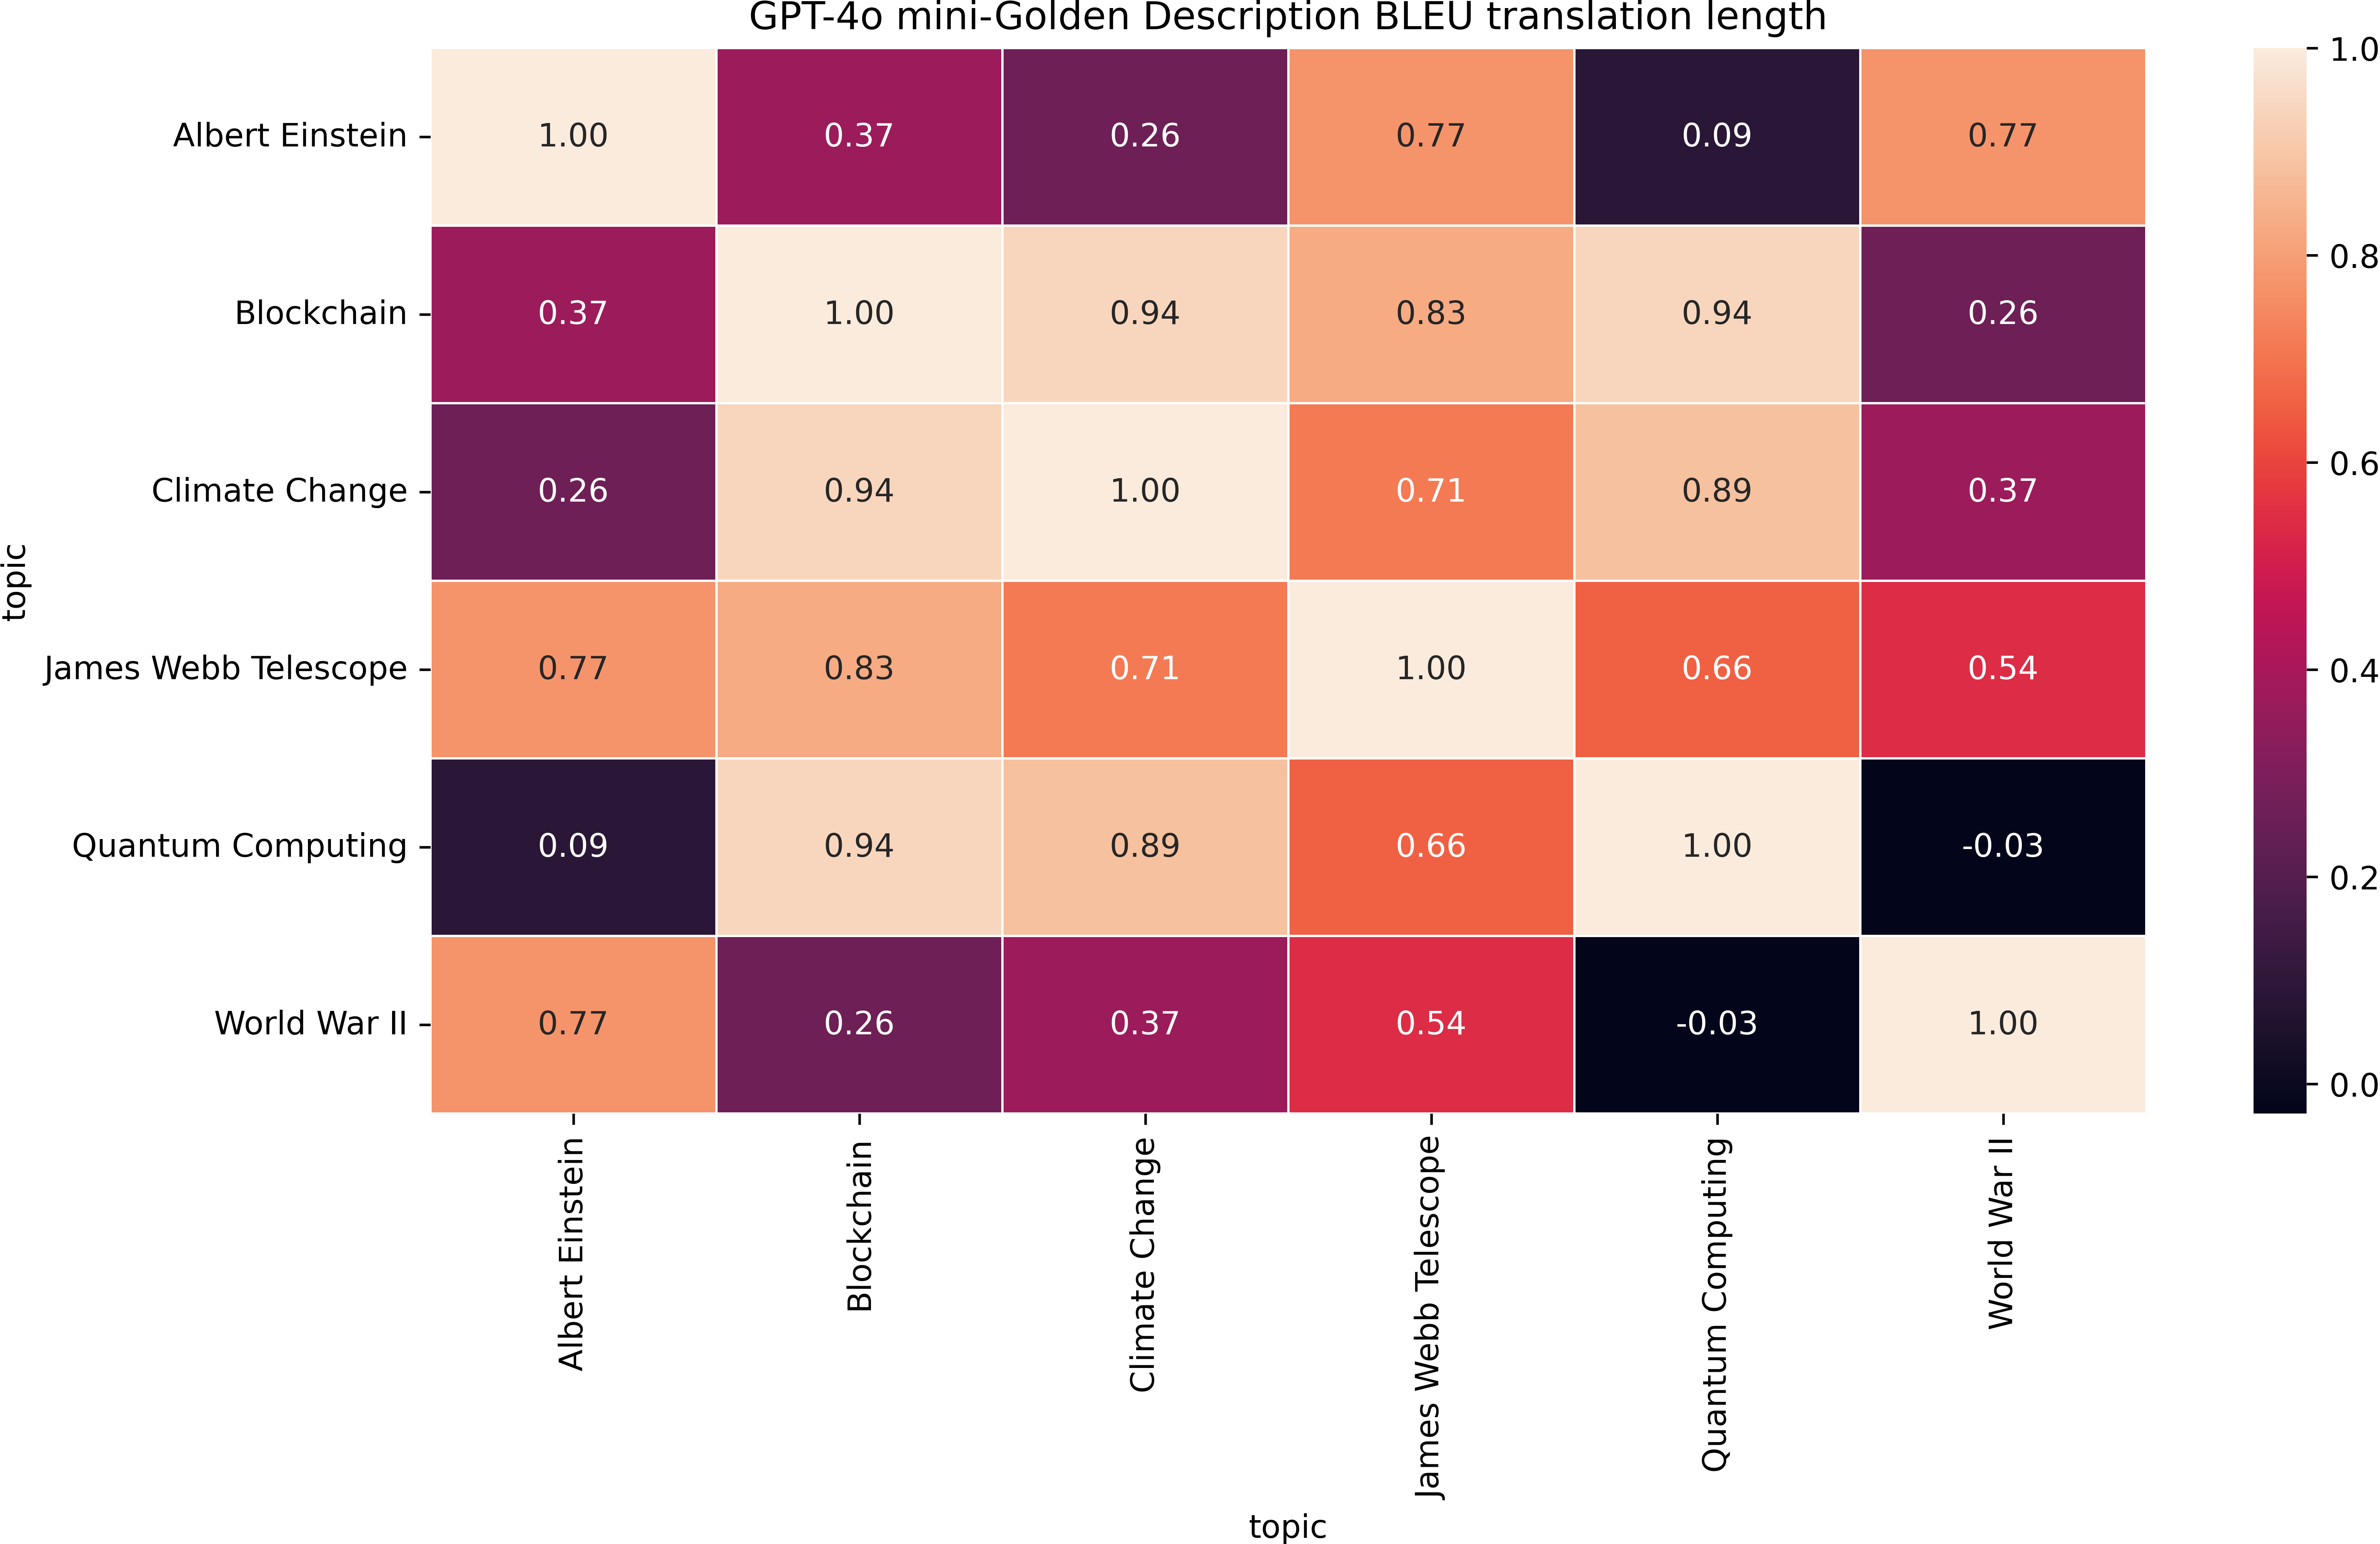 GPT-4o mini-Golden Description BLEU translation length
Albert Einstein 1.00 0.37 0.26 0.77 0.09 0.77
Blockchain 0.37 1.00 0.94 0.83 0.94 0.26
Climate Change 0.26 0.94 1.00 0.71 0.89 0.37
James Webb Telescope 0.77 0.83 0.71 1.00 0.66 0.54
Quantum Computing 0.09 0.94 0.89 0.66 1.00 -0.03
World War II 0.77 0.26 0.37 0.54 -0.03 1.00
topic
Albert Einstein
Blockchain
Climate Change
James Webb Telescope
Quantum Computing
World War II
topic
1.0
0.8
0.6
0.4
0.2
0.0